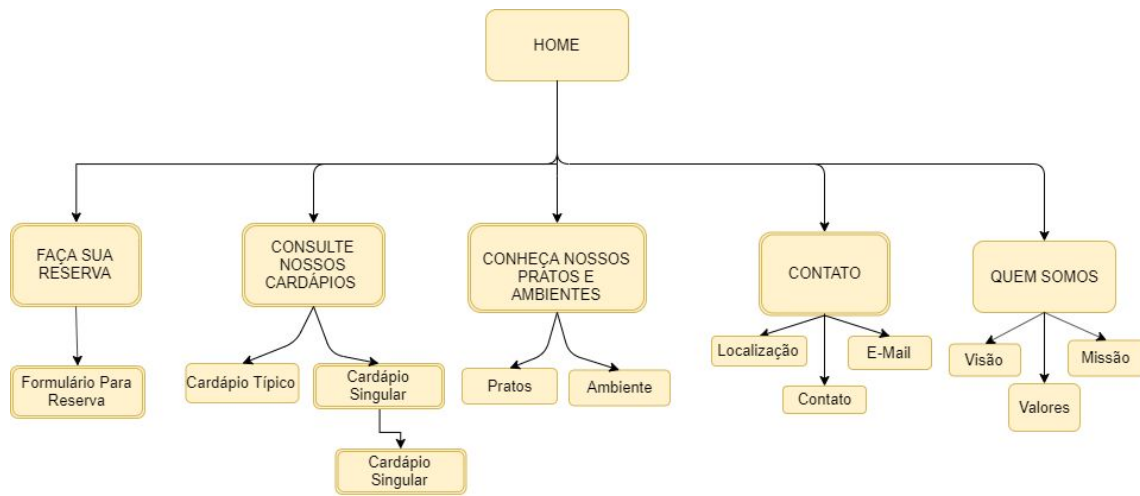 HOME
FAÇA SUA
RESERVA
CONSULTE
NOSSOS
CARDÁPIOS
CONHEÇA NOSSOS
PRATOS E
AMBIENTES
CONTATO
QUEM SOMOS
Formulário Para
Reserva
Cardápio Típico
Cardápio
Singular
Cardápio
Singular
Pratos
Ambiente
Localização
Contato
E-Mail
Visão
Valores
Missão